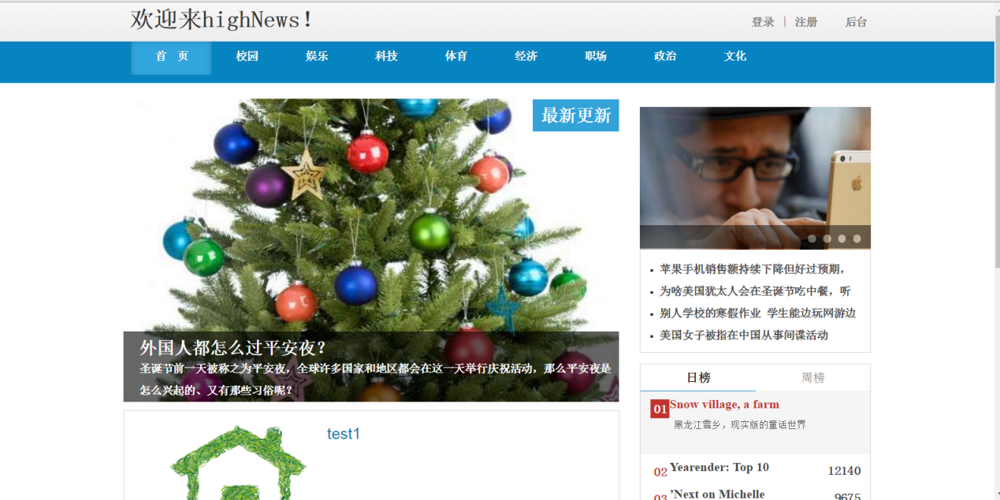 欢迎来highNews!
登录 | 注册 后台
首 页 校园 娱乐 科技 体育 经济 职场 政治 文化
最新更新
外国人都怎么过平安夜?
圣诞节前一天被称之为平安夜,全球许多国家和地区都会在这一天举行庆祝活动,那么平安夜是
怎么兴起的、又有那些习俗呢?
test1
苹果手机销售额持续下降但好过预期,
为啥美国犹太人会在圣诞节吃中餐,听
别人学校的寒假作业 学生能边玩网游边
美国女子被指在中国从事间谍活动
日榜 周榜
01 Snow village, a farm
黑龙江雪乡,现实版的童话世界
02 Yearender: Top 10 12140
03 'Next on Michelle 9675